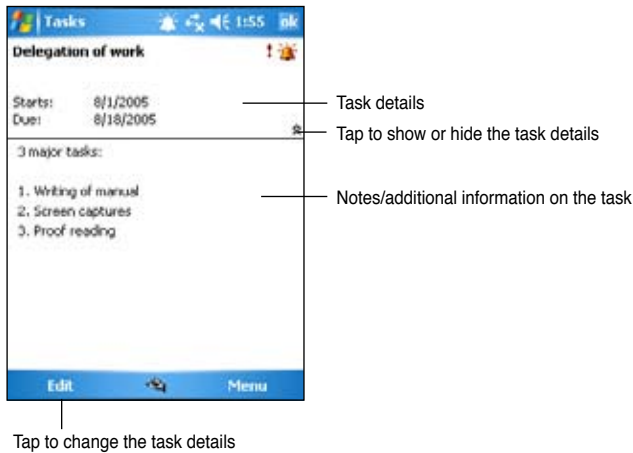 Tasks 1:55 ok
Delegation of work
Starts: 8/1/2005
Due: 8/18/2005
Task details
Tap to show or hide the task details
3 major tasks:
1. Writing of manual
2. Screen captures
3. Proof reading
Notes/additional information on the task
Edit Menu
Tap to change the task details